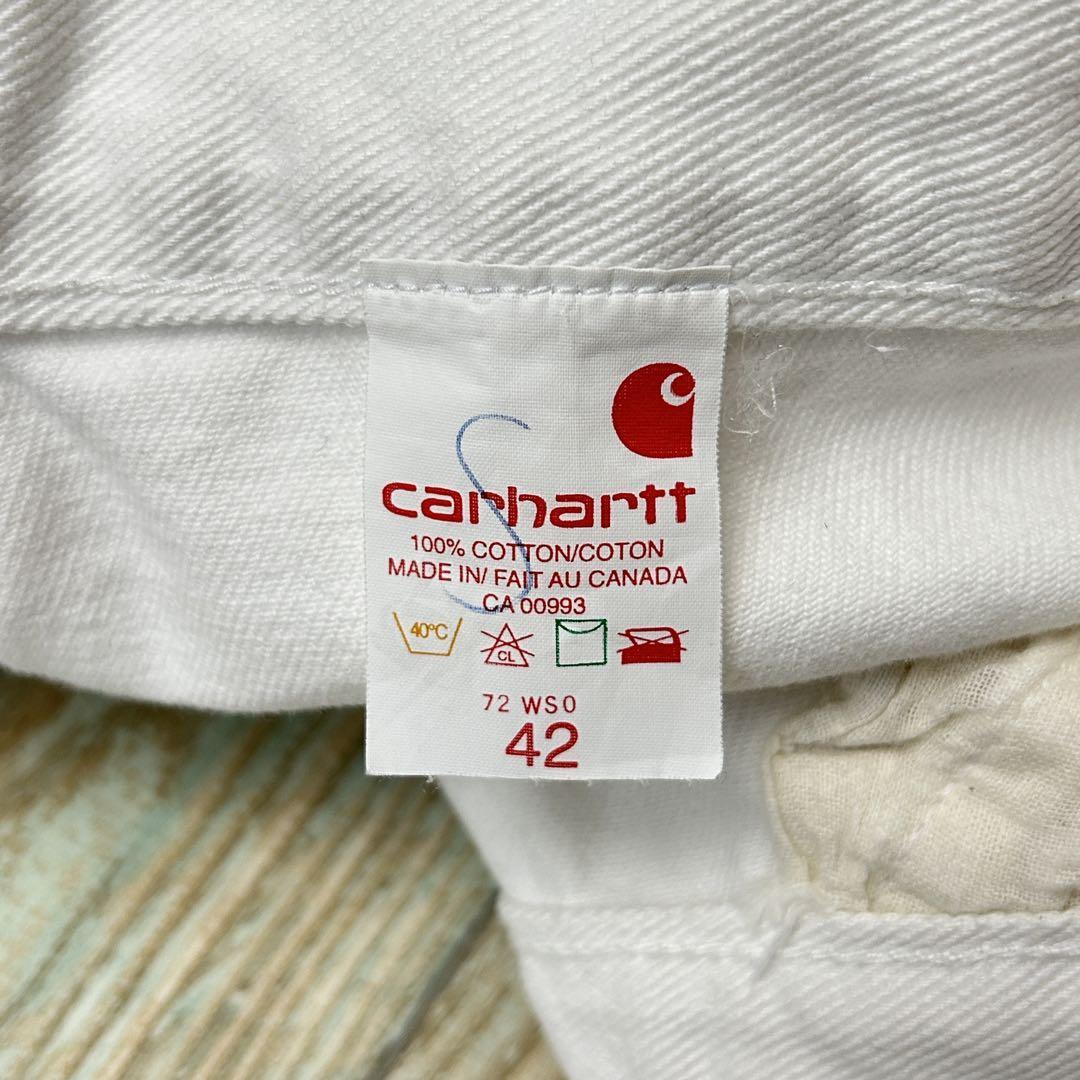 S
carhartt
100% COTTON/COTON
MADE IN/ FAIT AU CANADA
CA 00993
40°C CL
72 WS0
42